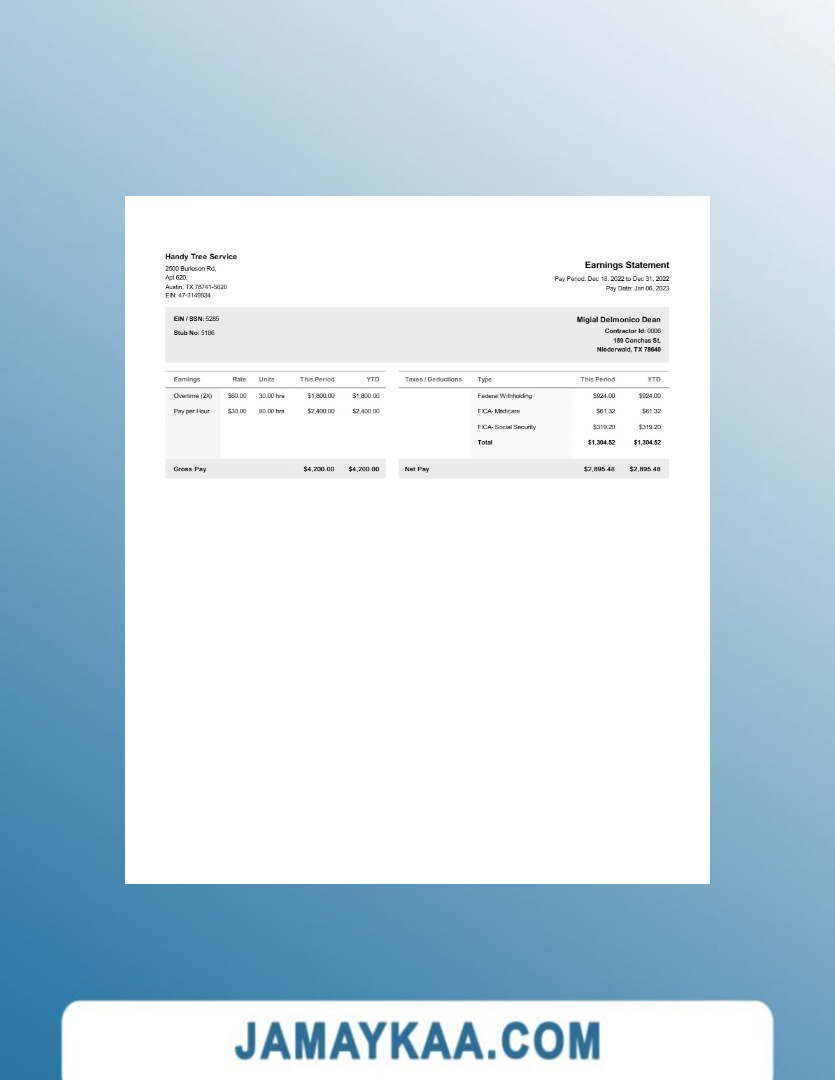 Handy Tree Service
2500 Burleson Rd,
Apt 620,
Austin, TX 78741-5620
EIN: 47-3149934
Earnings Statement
Pay Period: Dec 18, 2022 to Dec 31, 2022
Pay Date: Jan 06, 2023
EIN / SSN: 5285
Stub No: 5186
Migial Delmonico Dean
Contractor Id: 0006
189 Conchas St,
Niederwald, TX 78640
Earnings Rate Units This Period YTD
Overtime (2X) $60.00 30.00 hrs $1,800.00 $1,800.00
Pay per Hour $30.00 80.00 hrs $2,400.00 $2,400.00
Gross Pay $4,200.00 $4,200.00
Taxes / Deductions Type This Period YTD
Federal Withholding $924.00 $924.00
FICA- Medicare $61.32 $61.32
FICA- Social Security $319.20 $319.20
Total $1,304.52 $1,304.52
Net Pay $2,895.48 $2,895.48
JAMAYKAA.COM